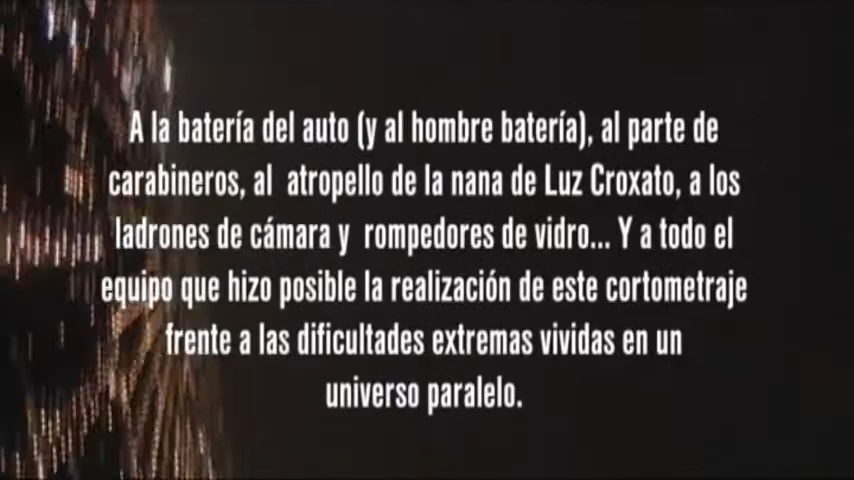 A la batería del auto (y al hombre batería), al parte de
carabineros, al atropello de la nana de Luz Croxato, a los
ladrones de cámara y rompedores de vidro... Y a todo el
equipo que hizo posible la realización de este cortometraje
frente a las dificultades extremas vividas en un
universo paralelo.